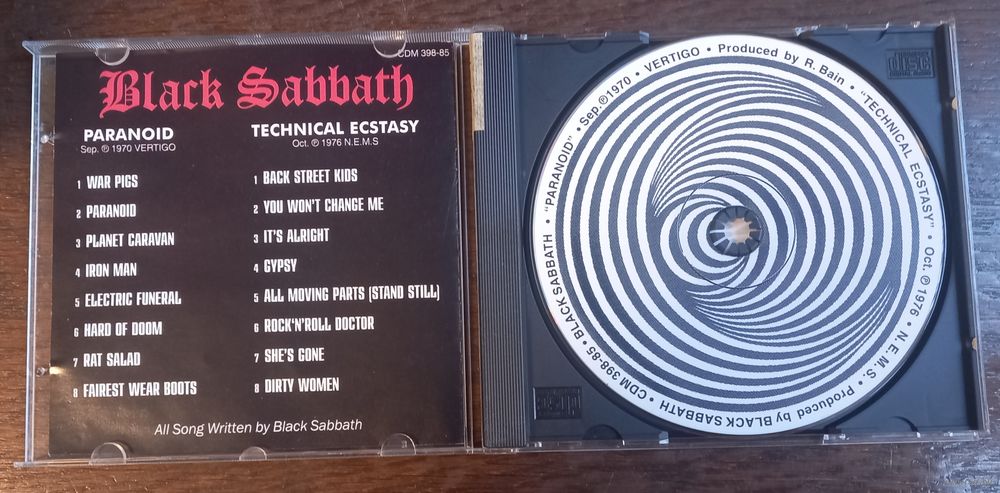 CDM 398-85
Black Sabbath
PARANOID
Sep. ℗ 1970 VERTIGO
1 WAR PIGS
2 PARANOID
3 PLANET CARAVAN
4 IRON MAN
5 ELECTRIC FUNERAL
6 HARD OF DOOM
7 RAT SALAD
8 FAIREST WEAR BOOTS
TECHNICAL ECSTASY
Oct. ℗ 1976 N.E.M.S
1 BACK STREET KIDS
2 YOU WON'T CHANGE ME
3 IT'S ALRIGHT
4 GYPSY
5 ALL MOVING PARTS (STAND STILL)
6 ROCK'N'ROLL DOCTOR
7 SHE'S GONE
8 DIRTY WOMEN
All Song Written by Black Sabbath
CDM 398-85 • BLACK SABBATH • "PARANOID" • Sep. ℗ 1970 • VERTIGO • Produced by R. Bain • "TECHNICAL ECSTASY" • Oct. ℗ 1976 • N.E.M.S. • Produced by BLACK SABBATH •
disc